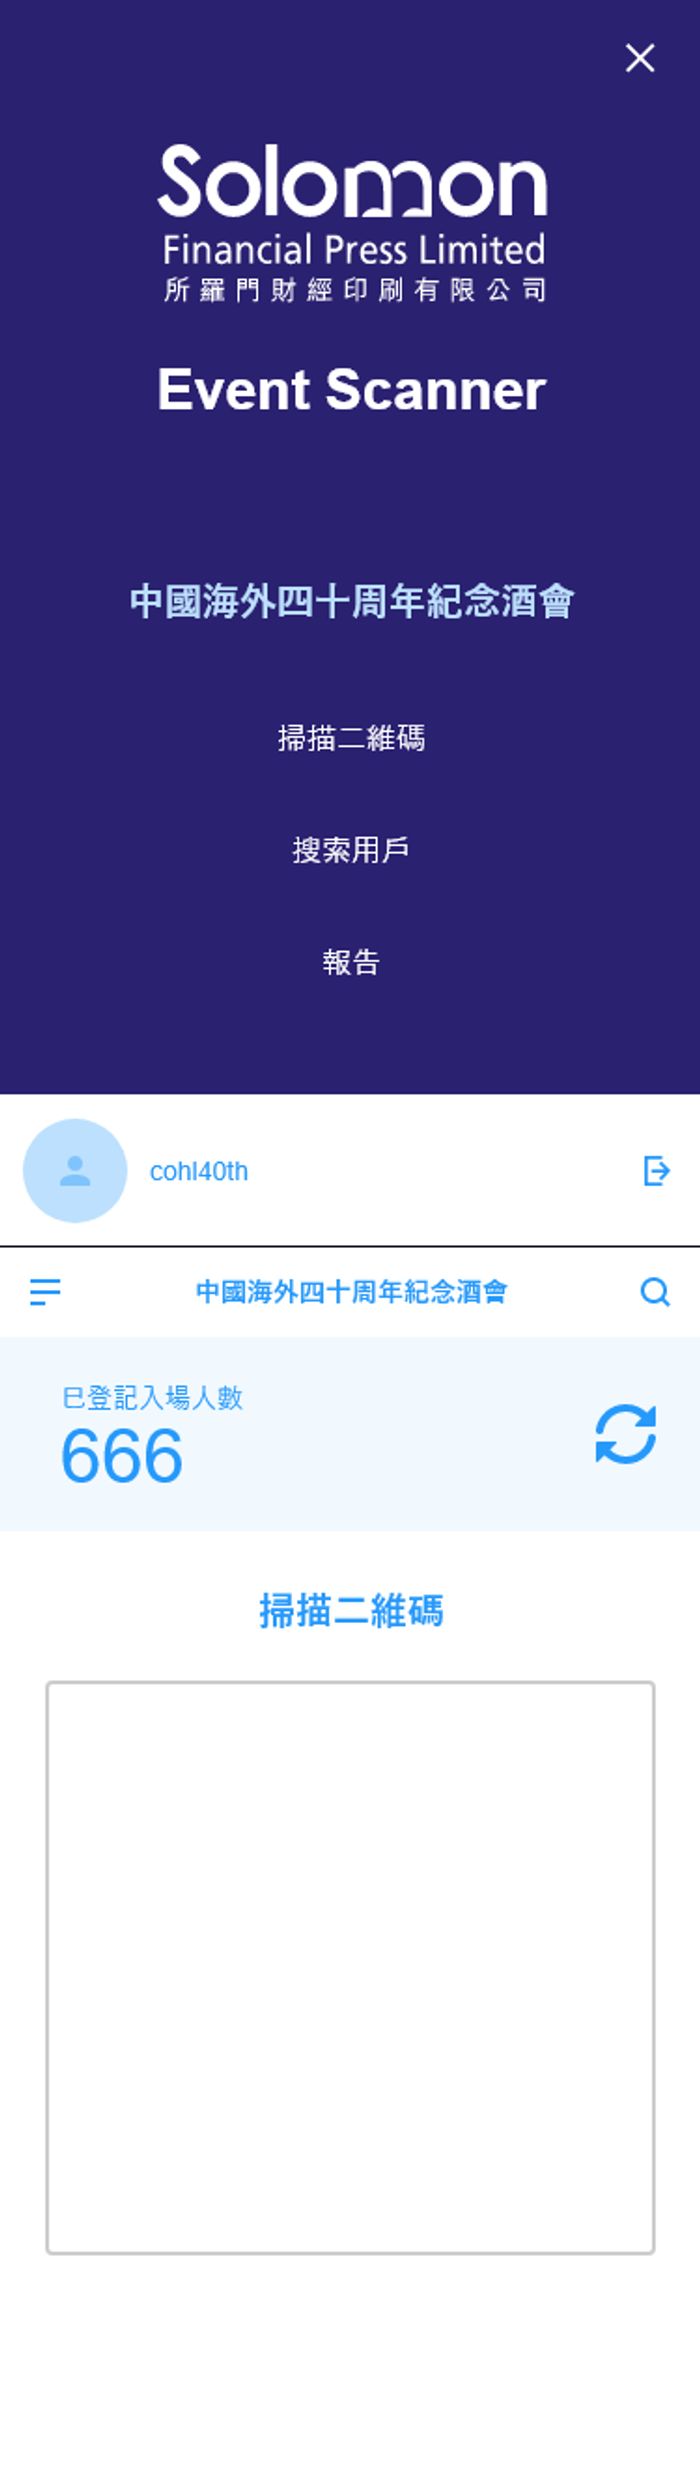 Solomon
Financial Press Limited
所羅門財經印刷有限公司
Event Scanner
中國海外四十周年紀念酒會
掃描二維碼
搜索用戶
報告
cohl40th
中國海外四十周年紀念酒會
巳登記入場人數
666
掃描二維碼